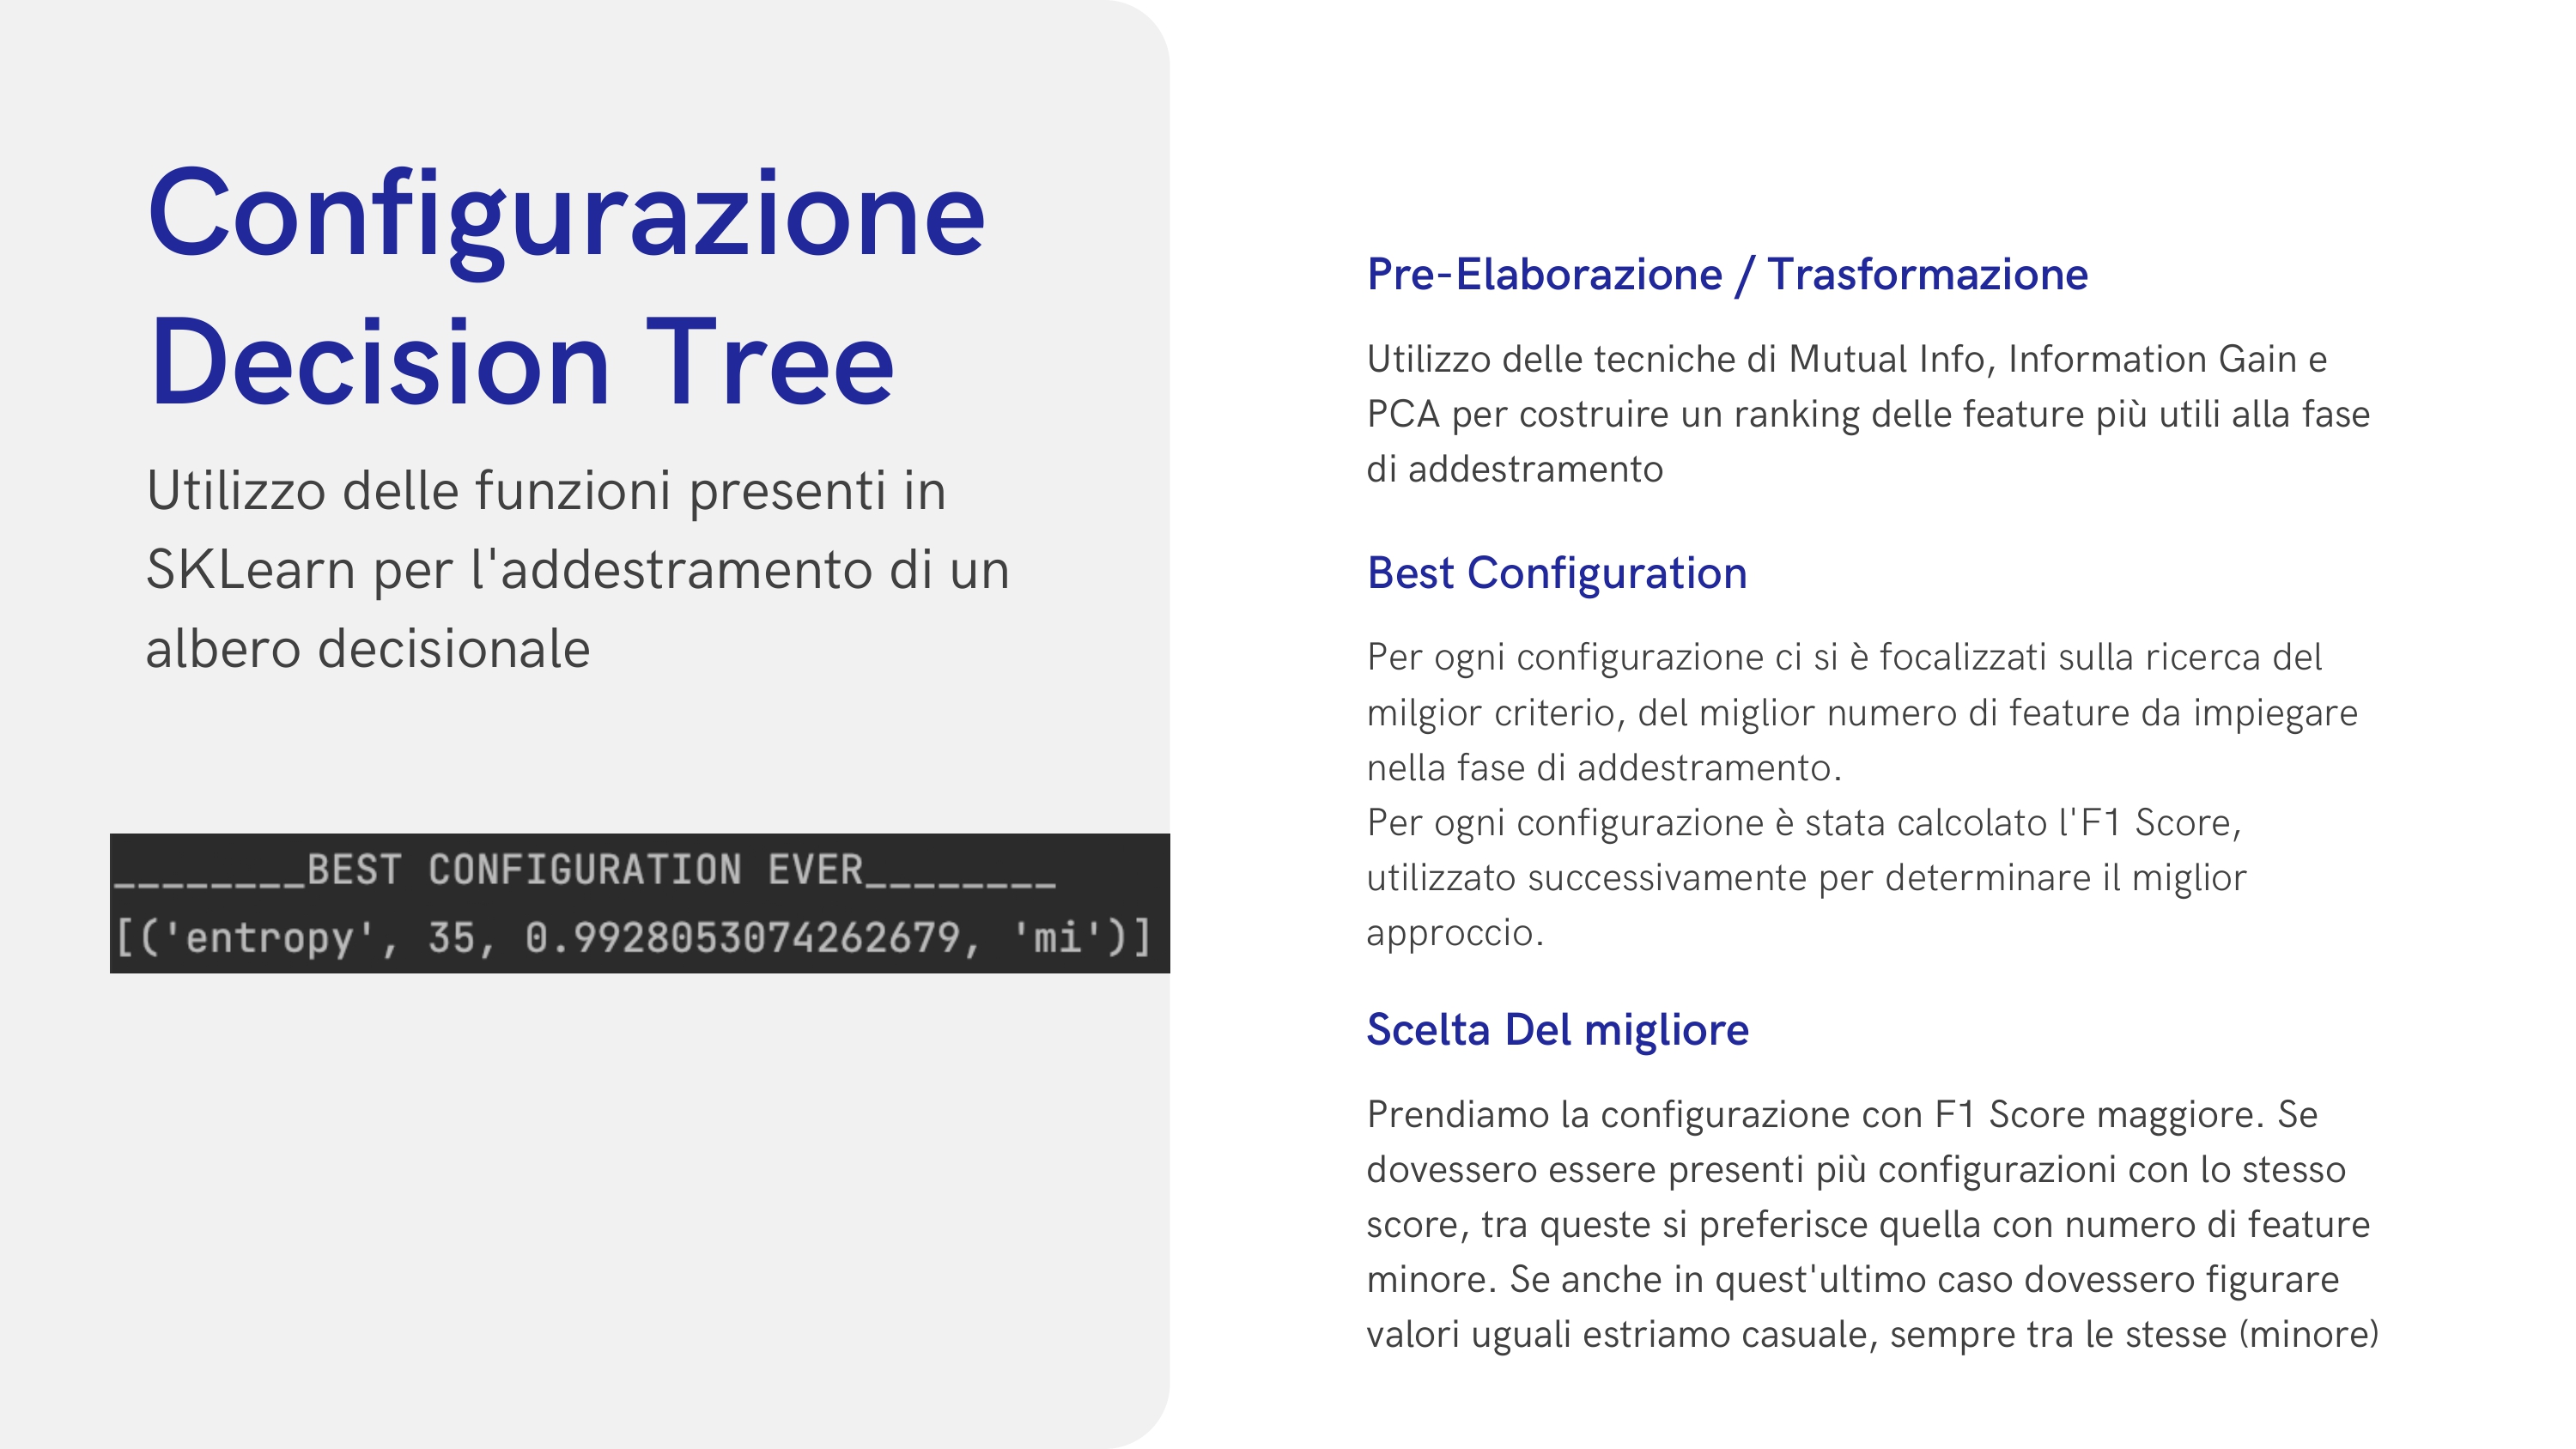 Configurazione
Decision Tree
Utilizzo delle funzioni presenti in
SKLearn per l'addestramento di un
albero decisionale
________BEST CONFIGURATION EVER________
[('entropy', 35, 0.9928053074262679, 'mi')]
Pre-Elaborazione / Trasformazione
Utilizzo delle tecniche di Mutual Info, Information Gain e
PCA per costruire un ranking delle feature più utili alla fase
di addestramento
Best Configuration
Per ogni configurazione ci si è focalizzati sulla ricerca del
milgior criterio, del miglior numero di feature da impiegare
nella fase di addestramento.
Per ogni configurazione è stata calcolato l'F1 Score,
utilizzato successivamente per determinare il miglior
approccio.
Scelta Del migliore
Prendiamo la configurazione con F1 Score maggiore. Se
dovessero essere presenti più configurazioni con lo stesso
score, tra queste si preferisce quella con numero di feature
minore. Se anche in quest'ultimo caso dovessero figurare
valori uguali estriamo casuale, sempre tra le stesse (minore)